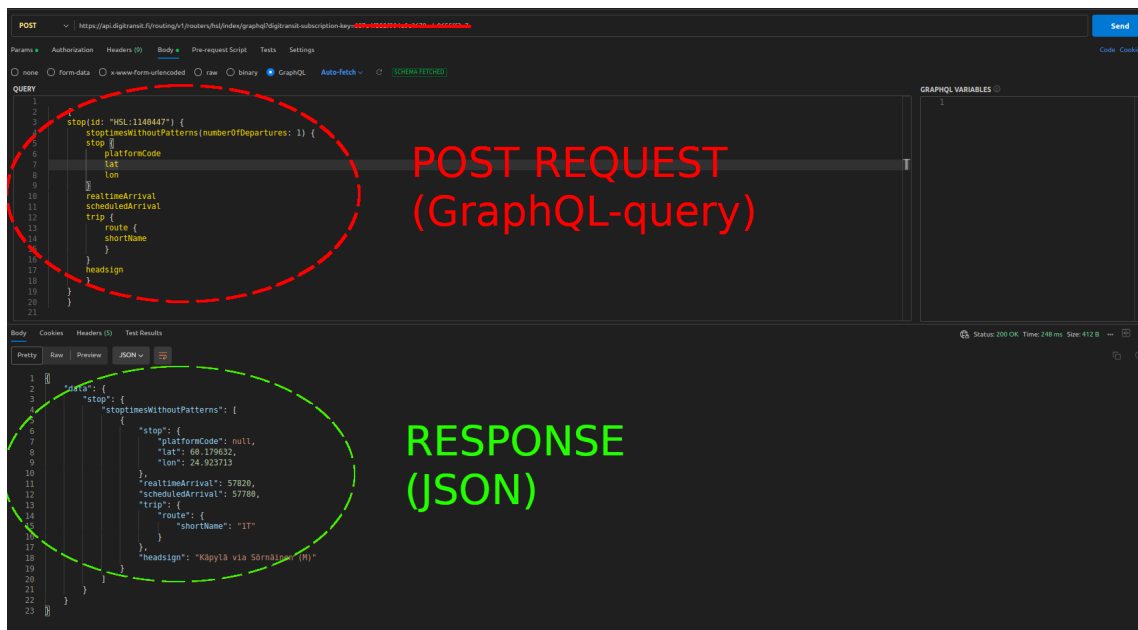 POST https://api.digitransit.fi/routing/v1/routers/hsl/index/graphql?digitransit-subscription-key= Send
Params Authorization Headers (9) Body Pre-request Script Tests Settings Code Cookie
none form-data x-www-form-urlencoded raw binary GraphQL Auto-fetch SCHEMA FETCHED
QUERY GRAPHQL VARIABLES
1 1
2 {
3 stop(id: "HSL:1140447") {
4 stoptimesWithoutPatterns(numberOfDepartures: 1) {
5 stop {
6 platformCode
7 lat
8 lon
9 }
10 realtimeArrival
11 scheduledArrival
12 trip {
13 route {
14 shortName
15 }
16 }
17 headsign
18 }
19 }
20 }
21
POST REQUEST
(GraphQL-query)
Body Cookies Headers (5) Test Results Status: 200 OK Time: 248 ms Size: 412 B
Pretty Raw Preview JSON
1 {
2 "data": {
3 "stop": {
4 "stoptimesWithoutPatterns": [
5 {
6 "stop": {
7 "platformCode": null,
8 "lat": 60.179632,
9 "lon": 24.923713
10 },
11 "realtimeArrival": 57820,
12 "scheduledArrival": 57780,
13 "trip": {
14 "route": {
15 "shortName": "1T"
16 }
17 },
18 "headsign": "Käpylä via Sörnäinen (M)"
19 }
20 ]
21 }
22 }
23 }
RESPONSE
(JSON)